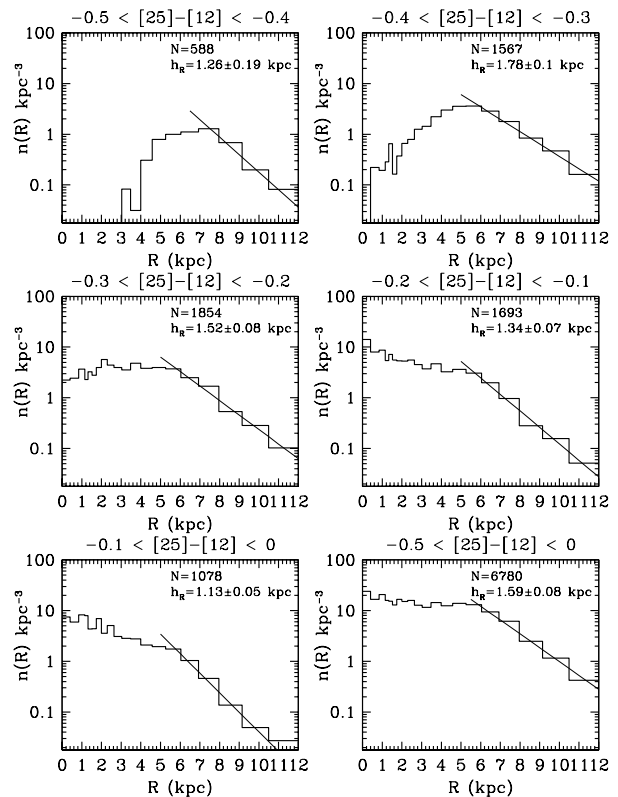 −0.5 < [25]−[12] < −0.4
N=588
h_R=1.26±0.19 kpc
100
10
1
0.1
n(R) kpc⁻³
0 1 2 3 4 5 6 7 8 9 10 11 12
R (kpc)
−0.4 < [25]−[12] < −0.3
N=1567
h_R=1.78±0.1 kpc
100
10
1
0.1
n(R) kpc⁻³
0 1 2 3 4 5 6 7 8 9 10 11 12
R (kpc)
−0.3 < [25]−[12] < −0.2
N=1854
h_R=1.52±0.08 kpc
100
10
1
0.1
n(R) kpc⁻³
0 1 2 3 4 5 6 7 8 9 10 11 12
R (kpc)
−0.2 < [25]−[12] < −0.1
N=1693
h_R=1.34±0.07 kpc
100
10
1
0.1
n(R) kpc⁻³
0 1 2 3 4 5 6 7 8 9 10 11 12
R (kpc)
−0.1 < [25]−[12] < 0
N=1078
h_R=1.13±0.05 kpc
100
10
1
0.1
n(R) kpc⁻³
0 1 2 3 4 5 6 7 8 9 10 11 12
R (kpc)
−0.5 < [25]−[12] < 0
N=6780
h_R=1.59±0.08 kpc
100
10
1
0.1
n(R) kpc⁻³
0 1 2 3 4 5 6 7 8 9 10 11 12
R (kpc)